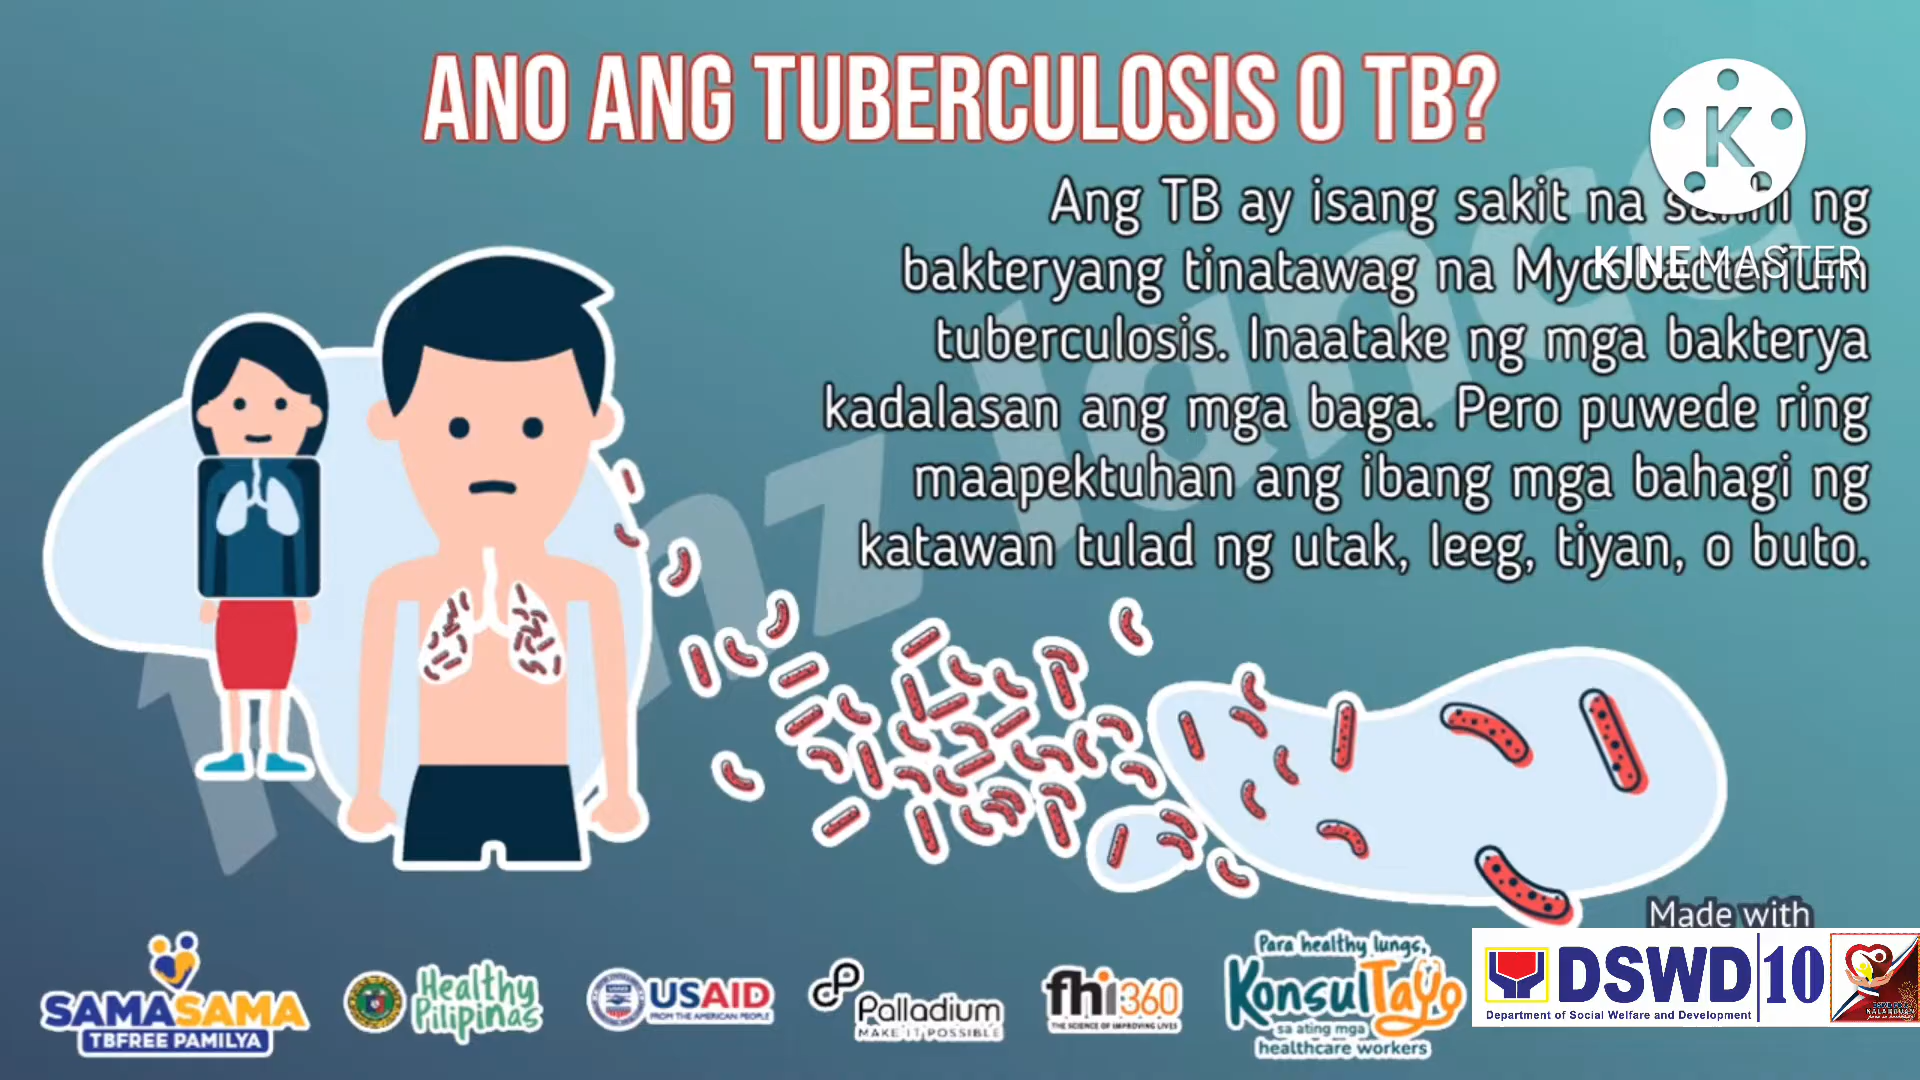 ANO ANG TUBERCULOSIS O TB?
K
Ang TB ay isang sakit na sanhi ng
KINEMASTER
bakteryang tinatawag na Mycobacterium
tuberculosis. Inaatake ng mga bakterya
kadalasan ang mga baga. Pero puwede ring
maapektuhan ang ibang mga bahagi ng
katawan tulad ng utak, leeg, tiyan, o buto.
Made with
SAMASAMA
TBFREE PAMILYA
Healthy
Pilipinas
USAID
FROM THE AMERICAN PEOPLE
Palladium
MAKE IT POSSIBLE
fhi360
THE SCIENCE OF IMPROVING LIVES
Para healthy lungs,
KonsulTayo
sa ating mga
healthcare workers
DSWD 10
Department of Social Welfare and Development